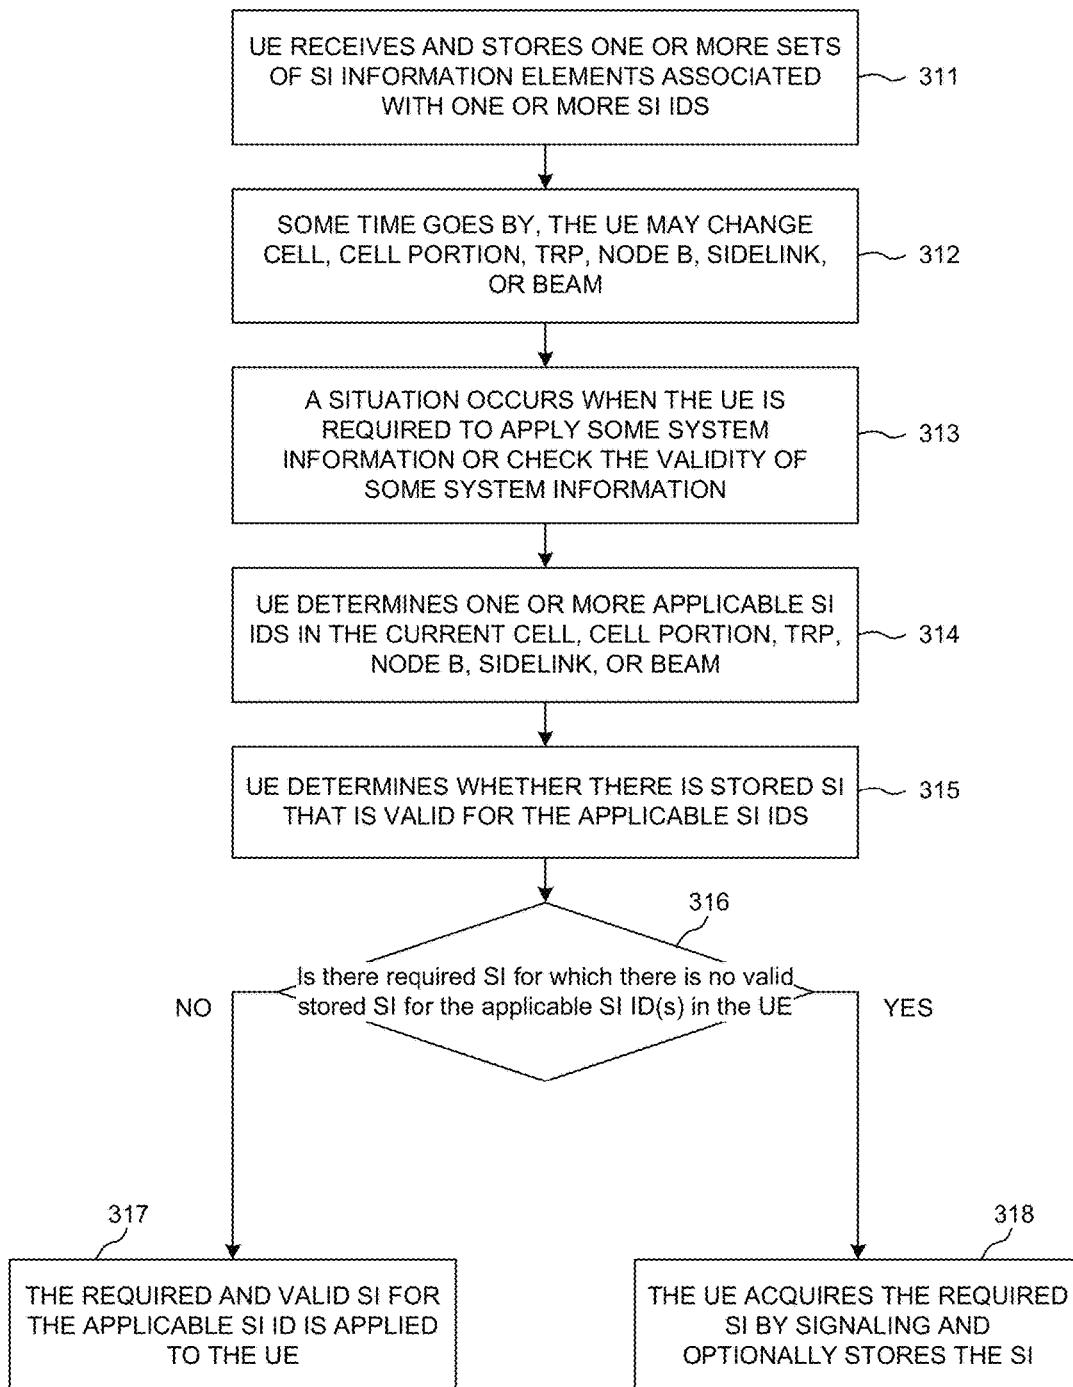 UE RECEIVES AND STORES ONE OR MORE SETS
OF SI INFORMATION ELEMENTS ASSOCIATED
WITH ONE OR MORE SI IDS
311
SOME TIME GOES BY, THE UE MAY CHANGE
CELL, CELL PORTION, TRP, NODE B, SIDELINK,
OR BEAM
312
A SITUATION OCCURS WHEN THE UE IS
REQUIRED TO APPLY SOME SYSTEM
INFORMATION OR CHECK THE VALIDITY OF
SOME SYSTEM INFORMATION
313
UE DETERMINES ONE OR MORE APPLICABLE SI
IDS IN THE CURRENT CELL, CELL PORTION, TRP,
NODE B, SIDELINK, OR BEAM
314
UE DETERMINES WHETHER THERE IS STORED SI
THAT IS VALID FOR THE APPLICABLE SI IDS
315
316
Is there required SI for which there is no valid
stored SI for the applicable SI ID(s) in the UE
NO
YES
317
THE REQUIRED AND VALID SI FOR
THE APPLICABLE SI ID IS APPLIED
TO THE UE
318
THE UE ACQUIRES THE REQUIRED
SI BY SIGNALING AND
OPTIONALLY STORES THE SI